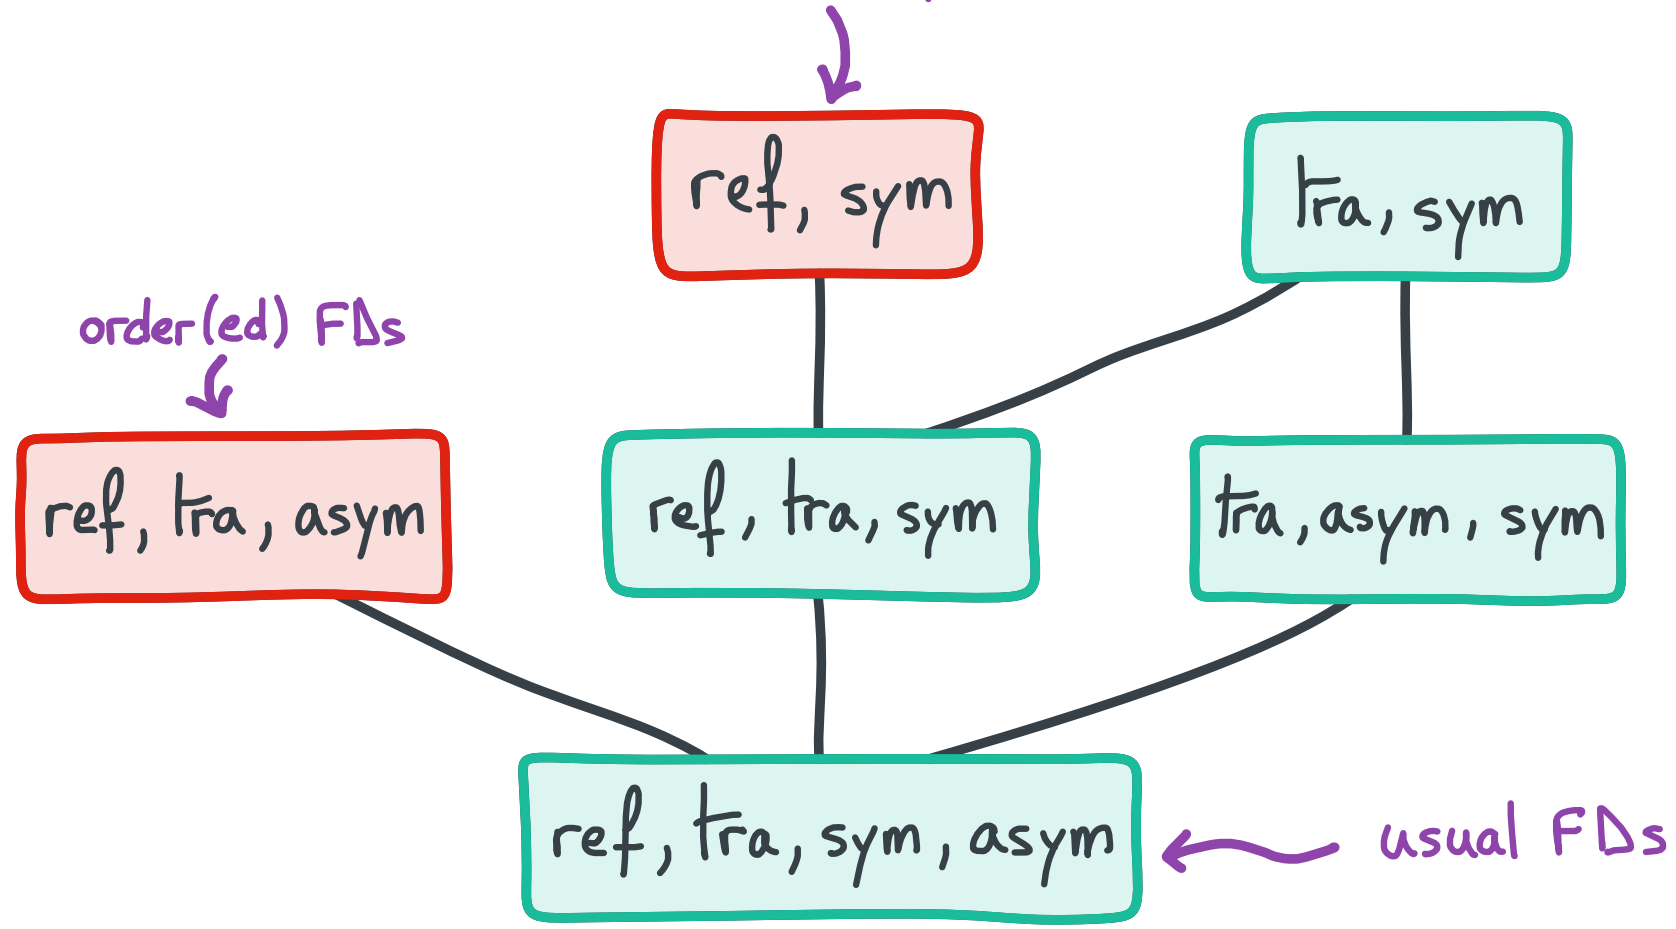 ref, sym
tra, sym
order(ed) FDs
ref, tra, asym
ref, tra, sym
tra, asym, sym
ref, tra, sym, asym
usual FDs